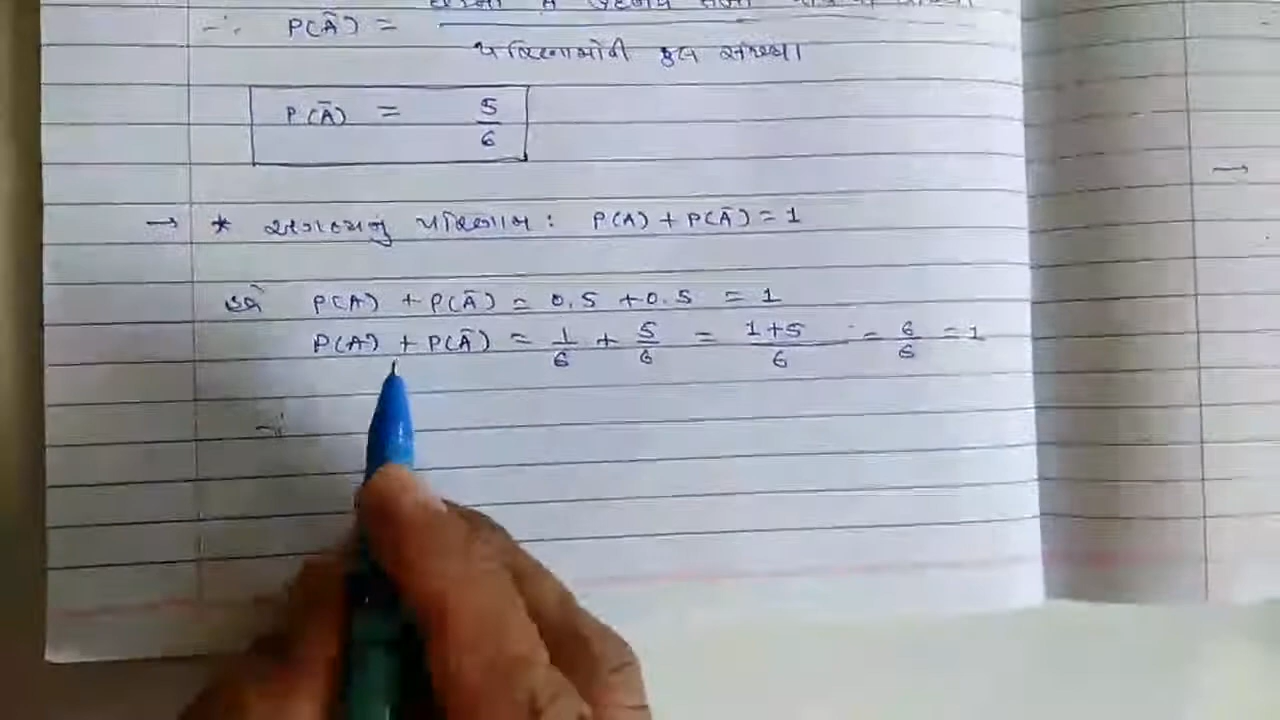 ∴ P(Ā) =
પરિણામોની કુલ સંખ્યા
P(Ā) = 5/6
→ * અગત્યનું પરિણામ : P(A) + P(Ā) = 1
હવે P(A) + P(Ā) = 0.5 + 0.5 = 1
P(A) + P(Ā) = 1/6 + 5/6 = 1+5/6 = 6/6 = 1
→